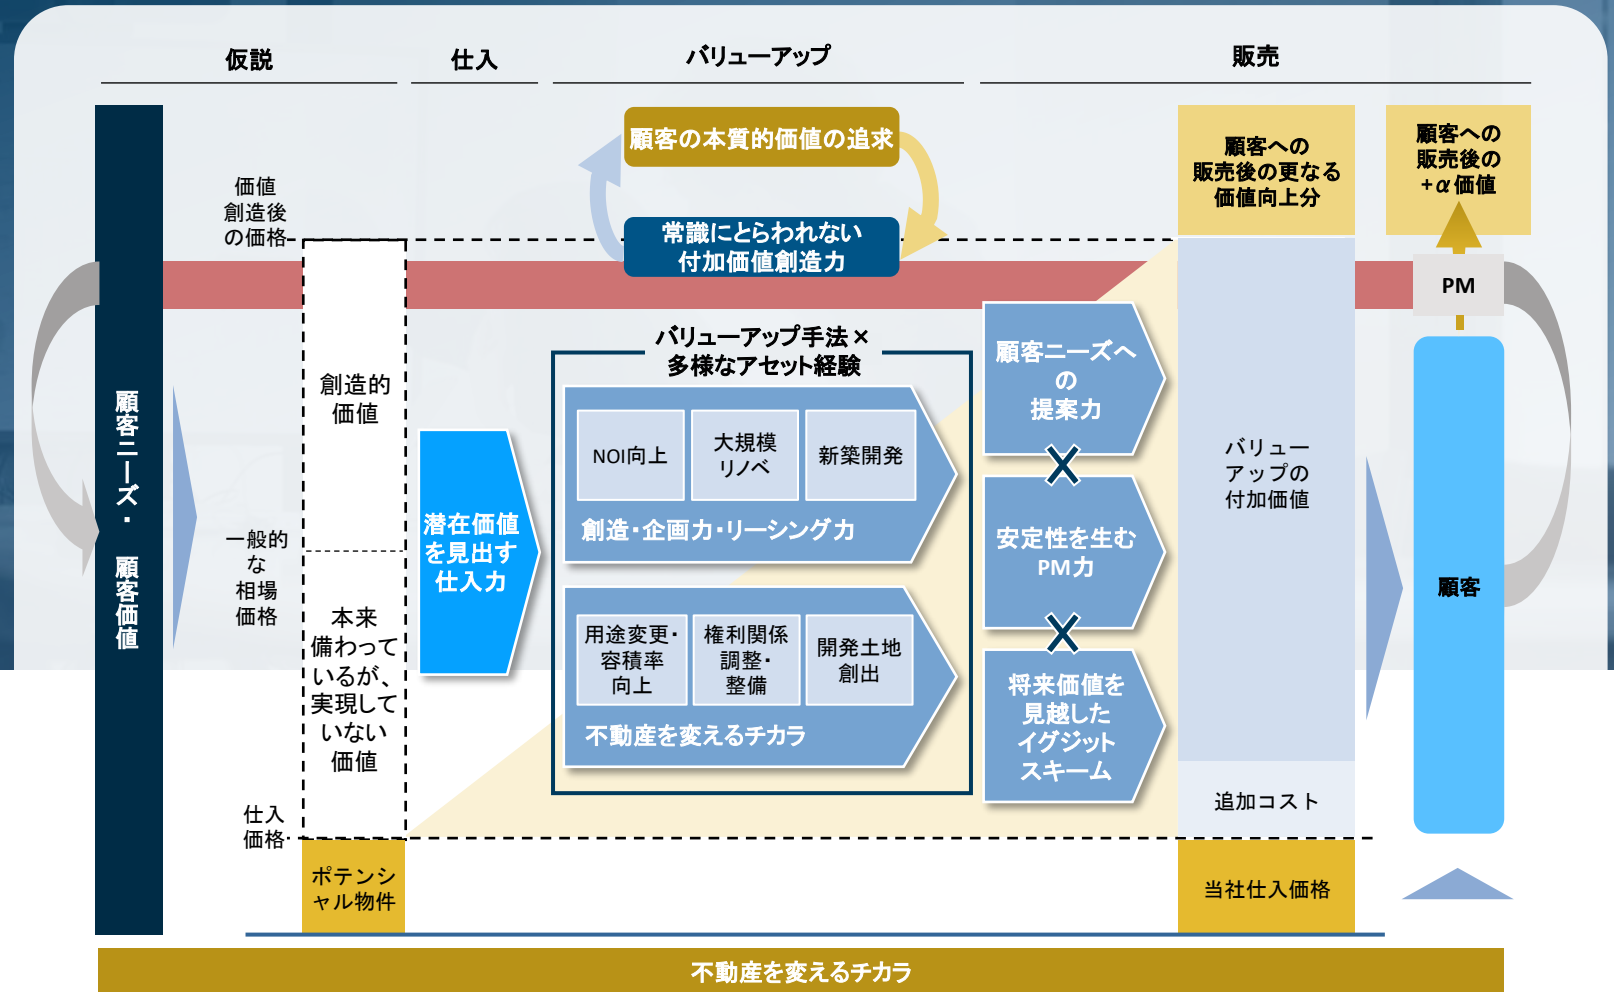 仮説
仕入
バリューアップ
販売
顧客ニーズ・顧客価値
価値
創造後
の価格
一般的
な
相場
価格
仕入
価格
創造的
価値
本来
備わって
いるが、
実現して
いない
価値
ポテンシ
ャル物件
潜在価値
を見出す
仕入力
顧客の本質的価値の追求
常識にとらわれない
付加価値創造力
バリューアップ手法×
多様なアセット経験
NOI向上
大規模
リノベ
新築開発
創造・企画力・リーシング力
用途変更・
容積率
向上
権利関係
調整・
整備
開発土地
創出
不動産を変えるチカラ
顧客ニーズへ
の
提案力
安定性を生む
PM力
将来価値を
見越した
イグジット
スキーム
顧客への
販売後の更なる
価値向上分
バリュー
アップの
付加価値
追加コスト
当社仕入価格
顧客への
販売後の
+α価値
PM
顧客
不動産を変えるチカラ